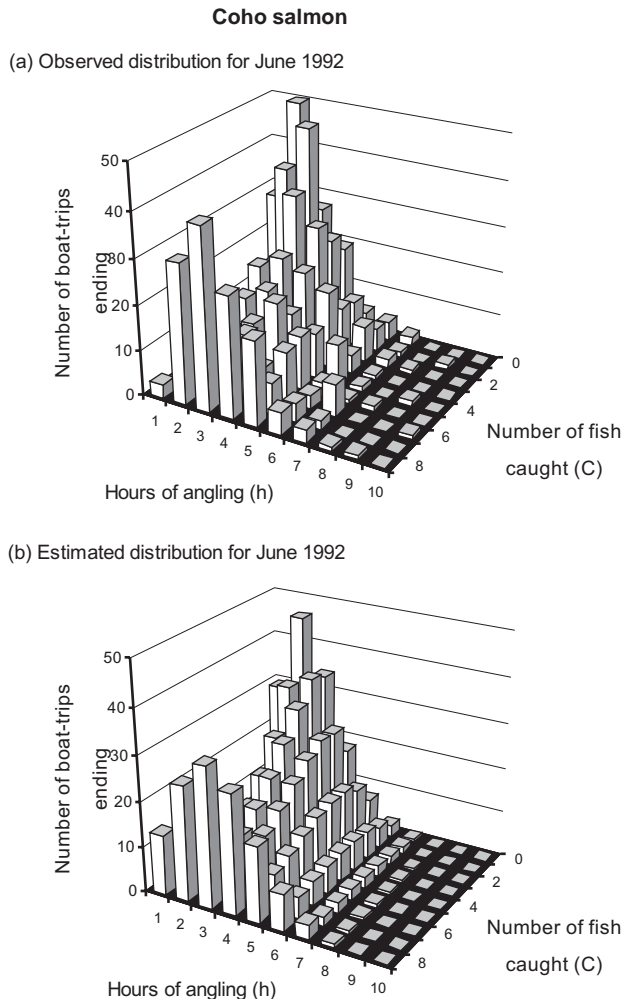 Coho salmon
(a) Observed distribution for June 1992
50
40
30
20
10
0
Number of boat-trips
ending
1 2 3 4 5 6 7 8 9 10
Hours of angling (h)
0
2
4
6
8
Number of fish
caught (C)
(b) Estimated distribution for June 1992
50
40
30
20
10
0
Number of boat-trips
ending
1 2 3 4 5 6 7 8 9 10
Hours of angling (h)
0
2
4
6
8
Number of fish
caught (C)